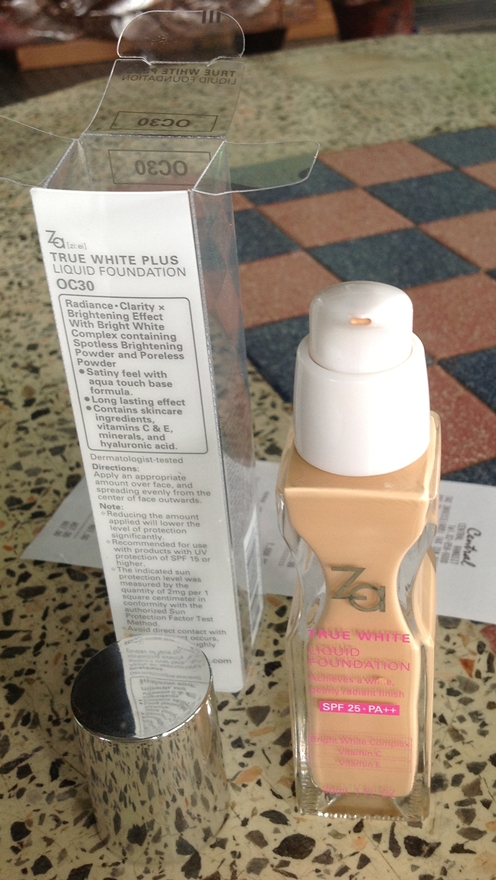 OC30
Za [zːe]
TRUE WHITE PLUS
LIQUID FOUNDATION
OC30
Radiance・Clarity ×
Brightening Effect
With Bright White
Complex containing
Spotless Brightening
Powder and Poreless
Powder
● Satiny feel with
aqua touch base
formula.
● Long lasting effect
● Contains skincare
ingredients,
vitamins C & E,
minerals, and
hyaluronic acid.
Dermatologist-tested
Directions:
Apply an appropriate
amount over face, and
spreading evenly from the
center of face outwards.
Note:
Reducing the amount
applied will lower the
level of protection
significantly.
Recommended for use
with products with UV
protection of SPF 15 or
higher.
The indicated sun
protection level was
measured by the
quantity of 2mg per 1
square centimeter in
conformity with the
authorized Sun
Protection Factor Test
Method.
Avoid direct contact with
occurs,
.com
Za
TRUE WHITE
LIQUID
FOUNDATION
SPF 25・PA++
Bright White Complex
Vitamin C
Vitamin E
Central